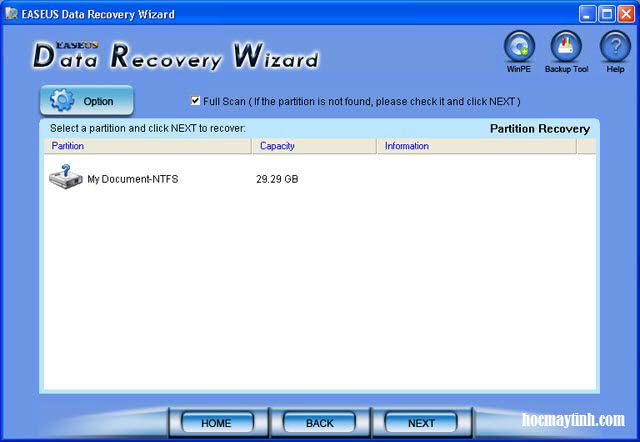 EASEUS Data Recovery Wizard
EASEUS
Data Recovery Wizard
WinPE
Backup Tool
Help
Option
Full Scan ( If the partition is not found, please check it and click NEXT )
Select a partition and click NEXT to recover:
Partition Recovery
Partition Capacity Information
My Document-NTFS 29.29 GB
HOME
BACK
NEXT
hocmaytinh.com